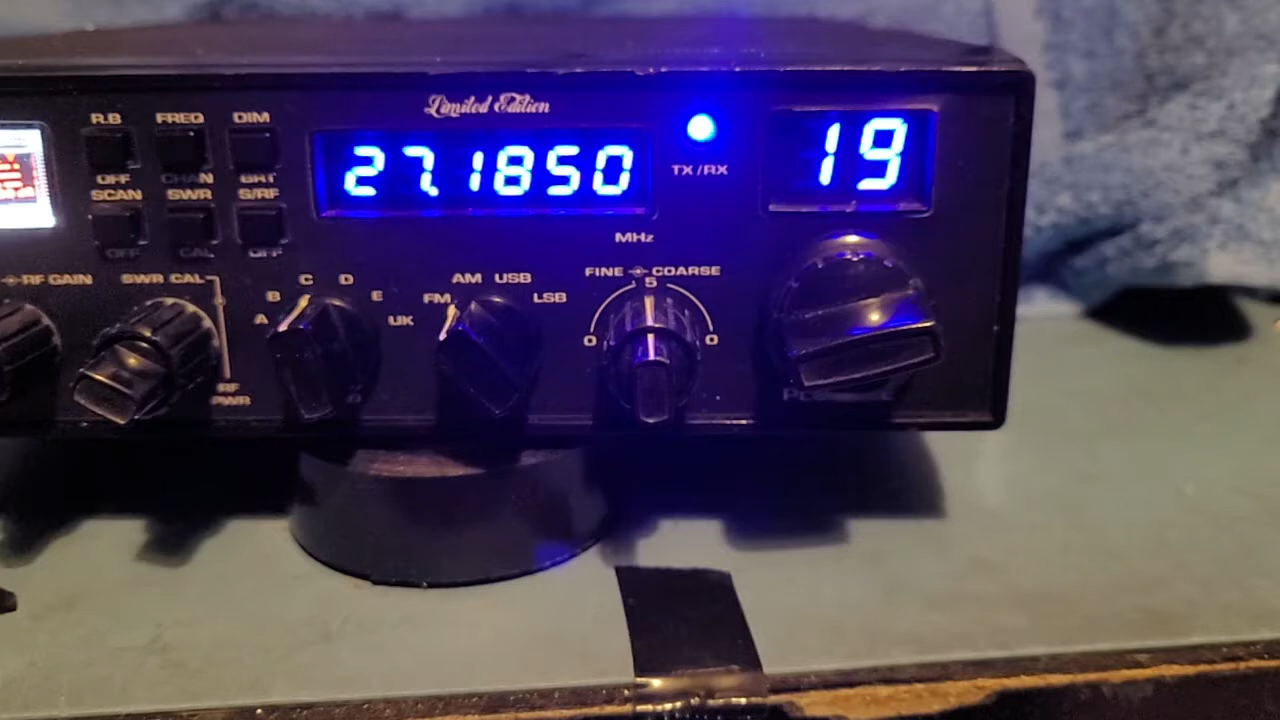 Limited Edition
R.B FREQ DIM
27.1850
19
TX/RX
OFF CHAN BRT
SCAN SWR S/RF
MHz
OFF CAL OFF
RF GAIN
SWR CAL
FINE COARSE
5
0 0
A B C D E UK
FM AM USB LSB
RF
PWR